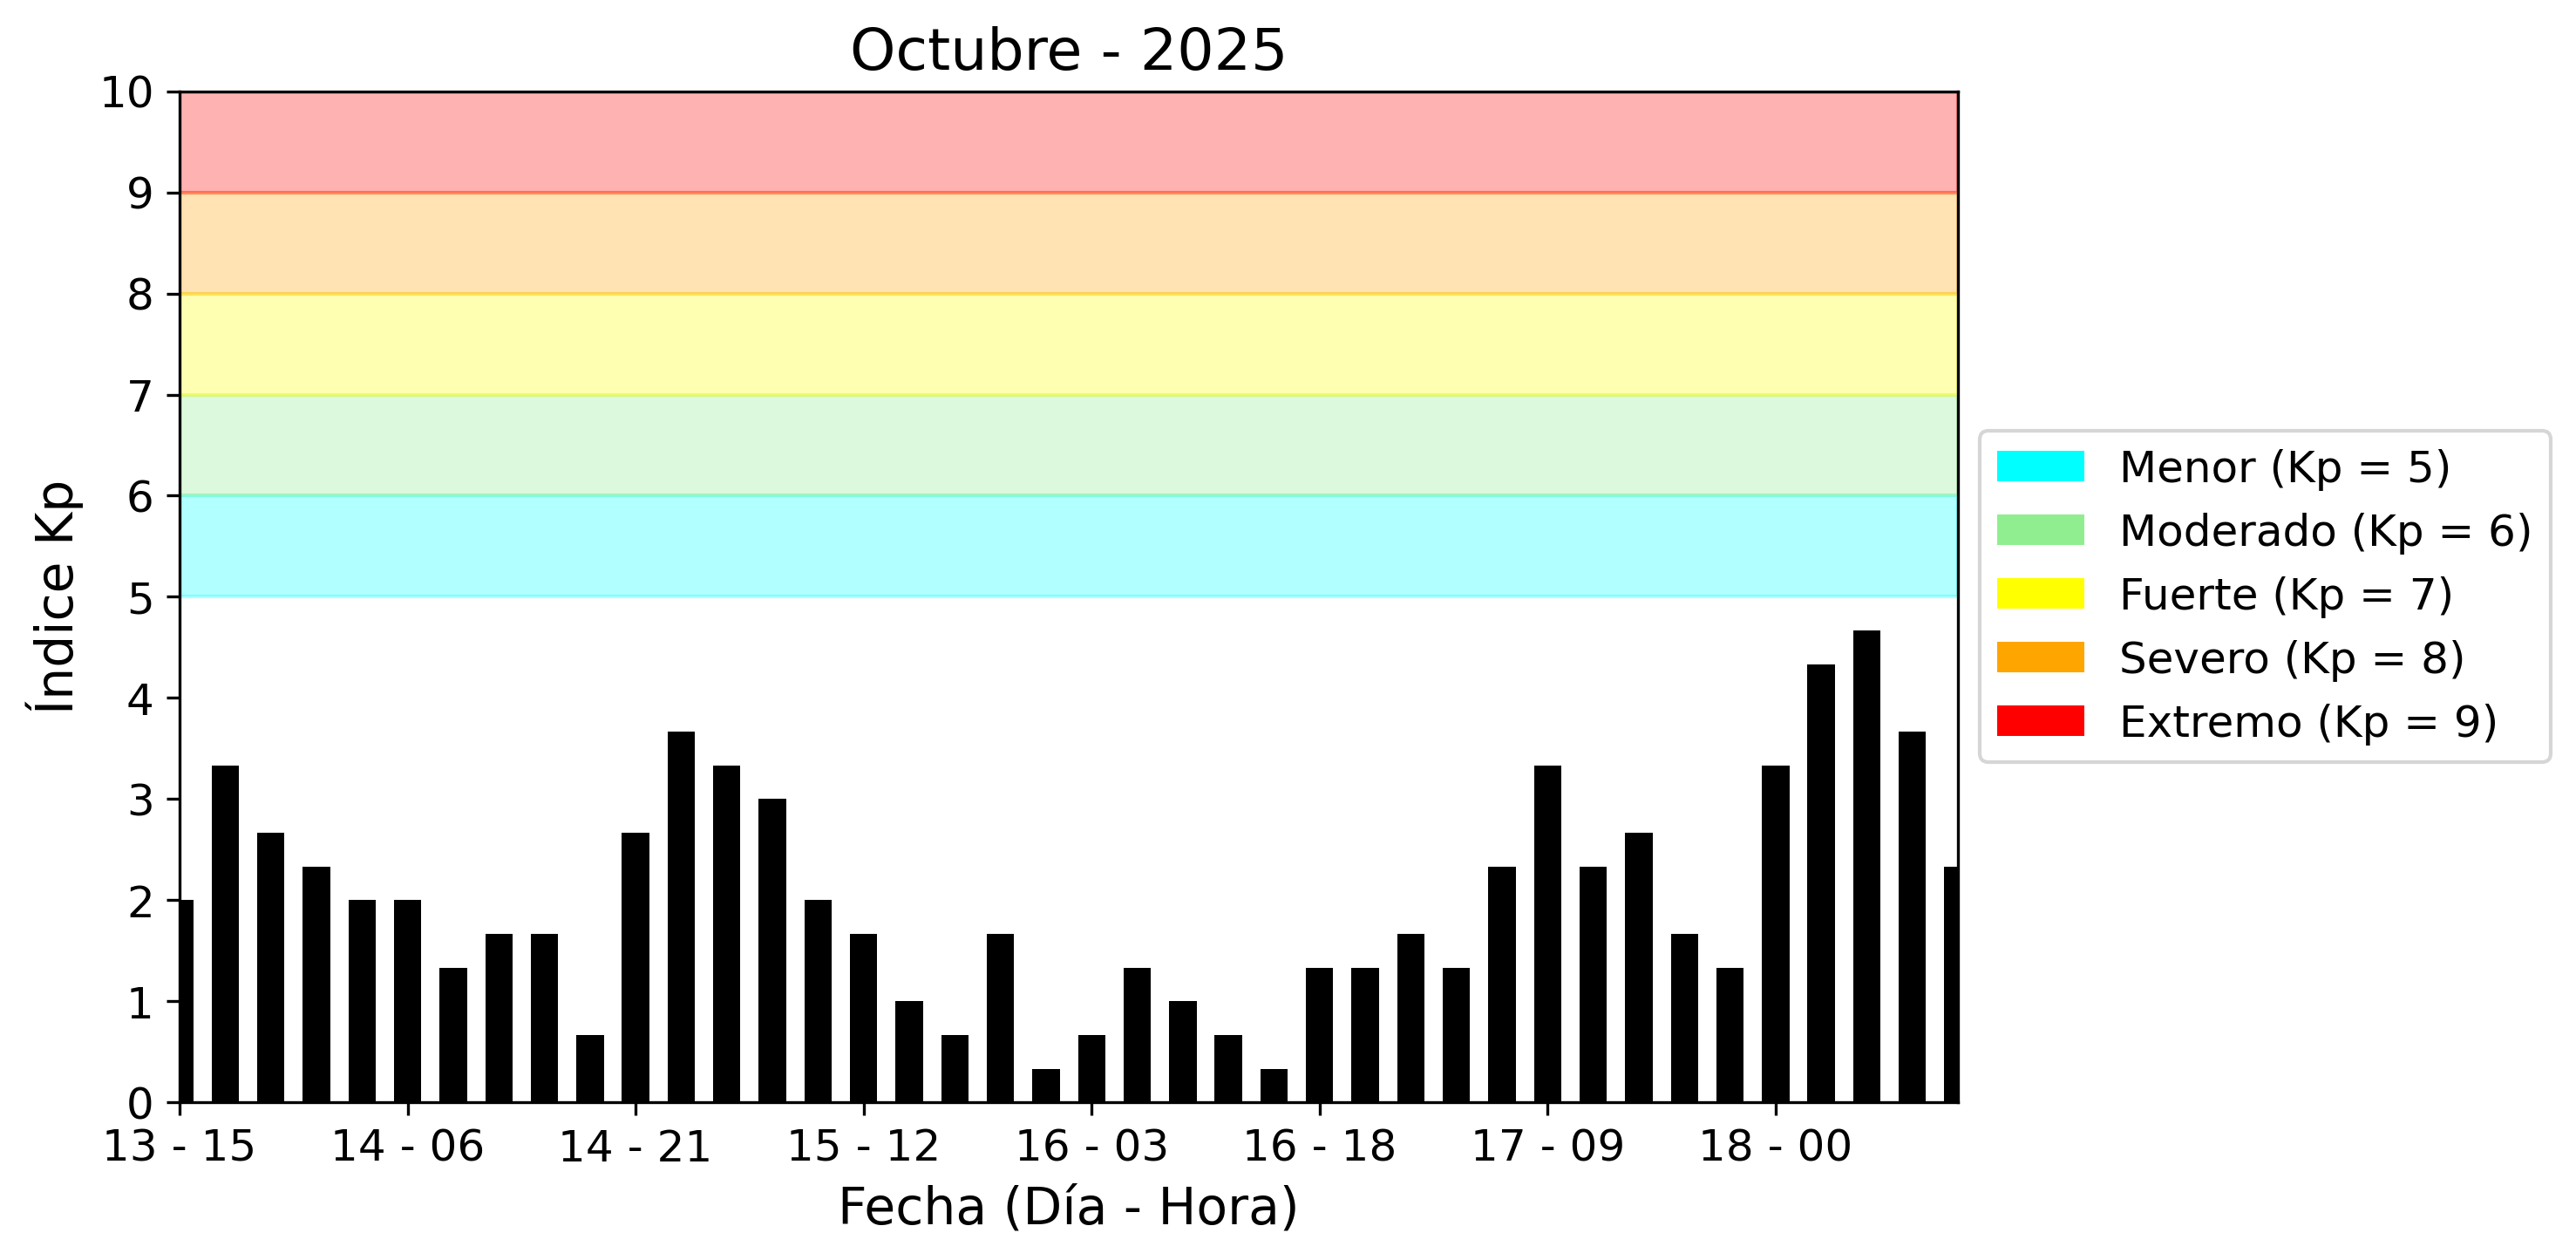 Octubre - 2025
10
9
8
7
6
5
4
3
2
1
0
Índice Kp
13 - 15
14 - 06
14 - 21
15 - 12
16 - 03
16 - 18
17 - 09
18 - 00
Fecha (Día - Hora)
Menor (Kp = 5)
Moderado (Kp = 6)
Fuerte (Kp = 7)
Severo (Kp = 8)
Extremo (Kp = 9)